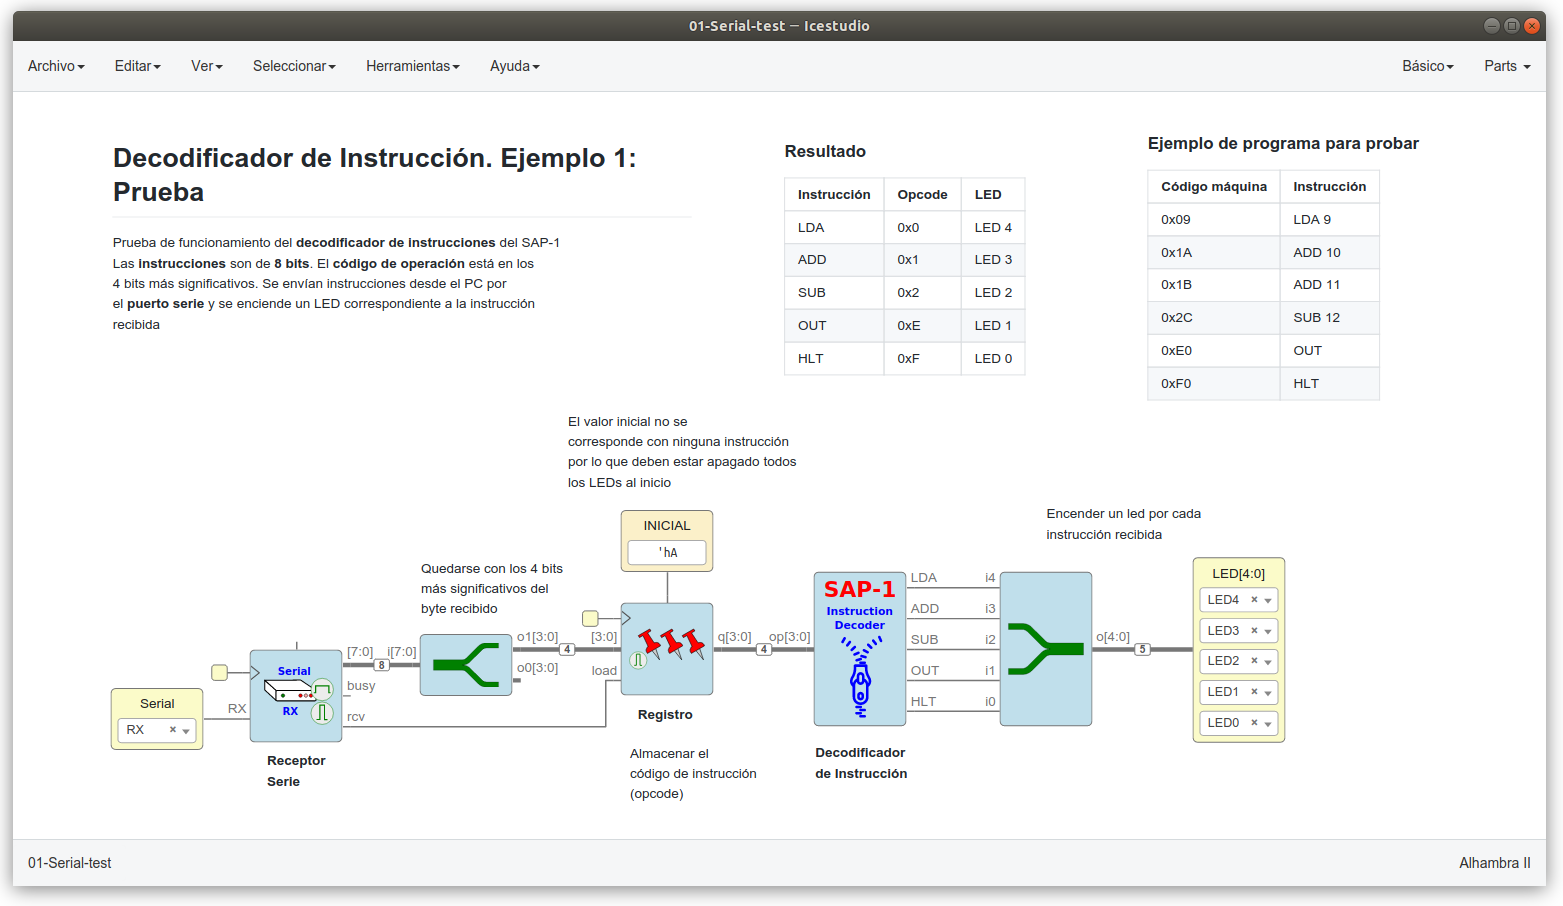 01-Serial-test — Icestudio
Archivo Editar Ver Seleccionar Herramientas Ayuda Básico Parts
Decodificador de Instrucción. Ejemplo 1:
Prueba
Prueba de funcionamiento del decodificador de instrucciones del SAP-1
Las instrucciones son de 8 bits. El código de operación está en los
4 bits más significativos. Se envían instrucciones desde el PC por
el puerto serie y se enciende un LED correspondiente a la instrucción
recibida
Resultado
Instrucción Opcode LED
LDA 0x0 LED 4
ADD 0x1 LED 3
SUB 0x2 LED 2
OUT 0xE LED 1
HLT 0xF LED 0
Ejemplo de programa para probar
Código máquina Instrucción
0x09 LDA 9
0x1A ADD 10
0x1B ADD 11
0x2C SUB 12
0xE0 OUT
0xF0 HLT
El valor inicial no se
corresponde con ninguna instrucción
por lo que deben estar apagado todos
los LEDs al inicio
Encender un led por cada
instrucción recibida
Quedarse con los 4 bits
más significativos del
byte recibido
Serial
RX
RX
Serial
RX
[7:0]
busy
rcv
8
i[7:0]
o1[3:0]
o0[3:0]
4
INICIAL
'hA
[3:0]
load
q[3:0]
Registro
4
op[3:0]
SAP-1
Instruction
Decoder
LDA i4
ADD i3
SUB i2
OUT i1
HLT i0
o[4:0]
5
LED[4:0]
LED4
LED3
LED2
LED1
LED0
Receptor
Serie
Almacenar el
código de instrucción
(opcode)
Decodificador
de Instrucción
01-Serial-test Alhambra II